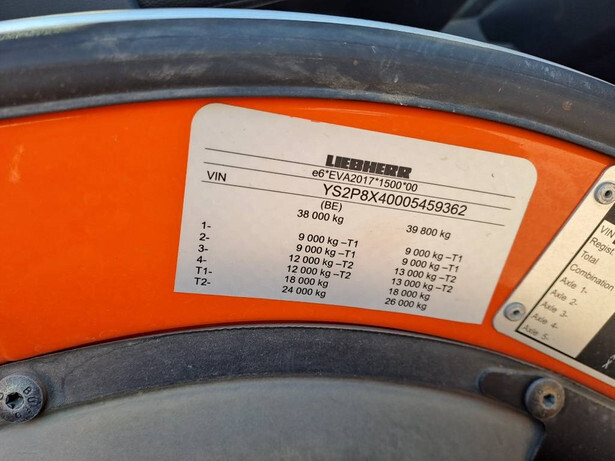 LIEBHERR
e6*EVA2017*1500*00
VIN YS2P8X40005459362
(BE)
38 000 kg 39 800 kg
1- 9 000 kg –T1 9 000 kg –T1
2- 9 000 kg –T1 9 000 kg –T1
3- 12 000 kg –T2 13 000 kg –T2
4- 12 000 kg –T2 13 000 kg –T2
T1- 18 000 kg 18 000 kg
T2- 24 000 kg 26 000 kg
VIN
Regist
Total
Combination
Axle 1-
Axle 2-
Axle 3-
Axle 4-
Axle 5-